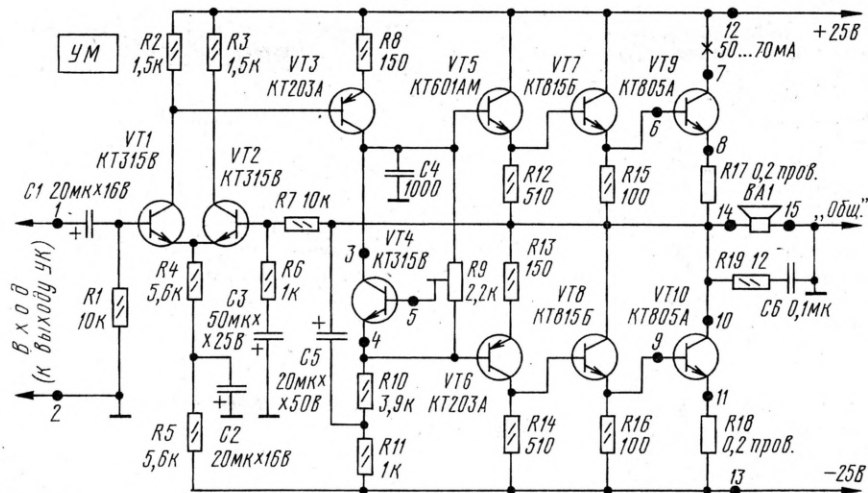 УМ
R2
1,5к
R3
1,5к
R8
150
VT3
КТ203А
VT5
КТ601АМ
VT7
КТ815Б
VT9
КТ805А
12
+25В
50...70мА
7
6
8
VT1
КТ315В
VT2
КТ315В
C4
1000
R12
510
R15
100
R17 0,2 пров.
ВА1
C1 20мк×16В
1
+
R7 10к
14
15
„Общ."
ВХОД
(к выходу УК)
R1
10к
R4
5,6к
R6
1к
C3
50мк×
×25В
+
3
VT4
КТ315В
5
4
R9
2,2к
R13
150
VT8
КТ815Б
VT10
КТ805А
R19 12
C6 0,1мк
10
9
11
+
C5
20мк×
×50В
VT6
КТ203А
R10
3,9к
R11
1к
R14
510
R16
100
R18
0,2 пров.
2
R5
5,6к
+
C2
20мк×16В
13
−25В